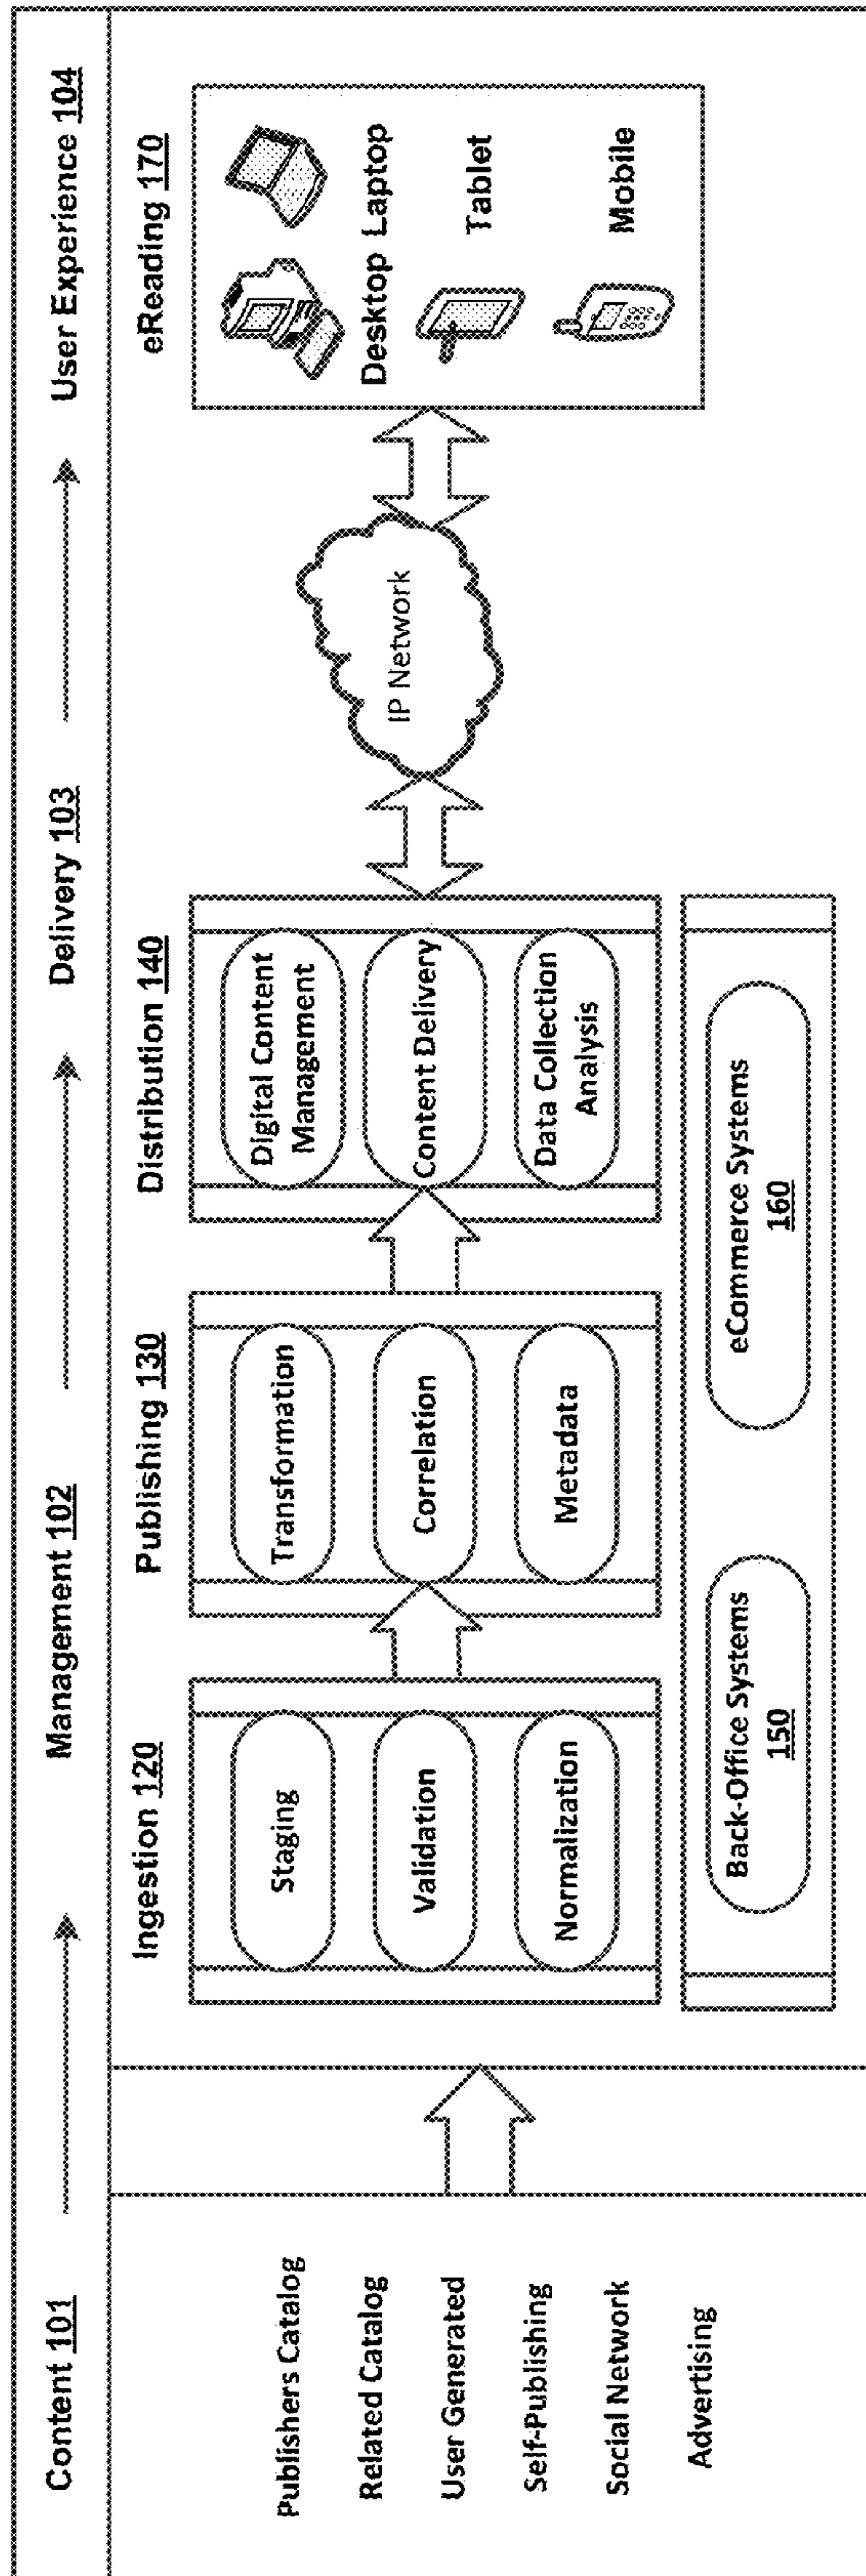 Content 101
Management 102
Delivery 103
User Experience 104
Publishers Catalog
Related Catalog
User Generated
Self-Publishing
Social Network
Advertising
Ingestion 120
Staging
Validation
Normalization
Publishing 130
Transformation
Correlation
Metadata
Distribution 140
Digital Content
Management
Content Delivery
Data Collection
Analysis
Back-Office Systems
150
eCommerce Systems
160
IP Network
eReading 170
Desktop
Laptop
Tablet
Mobile